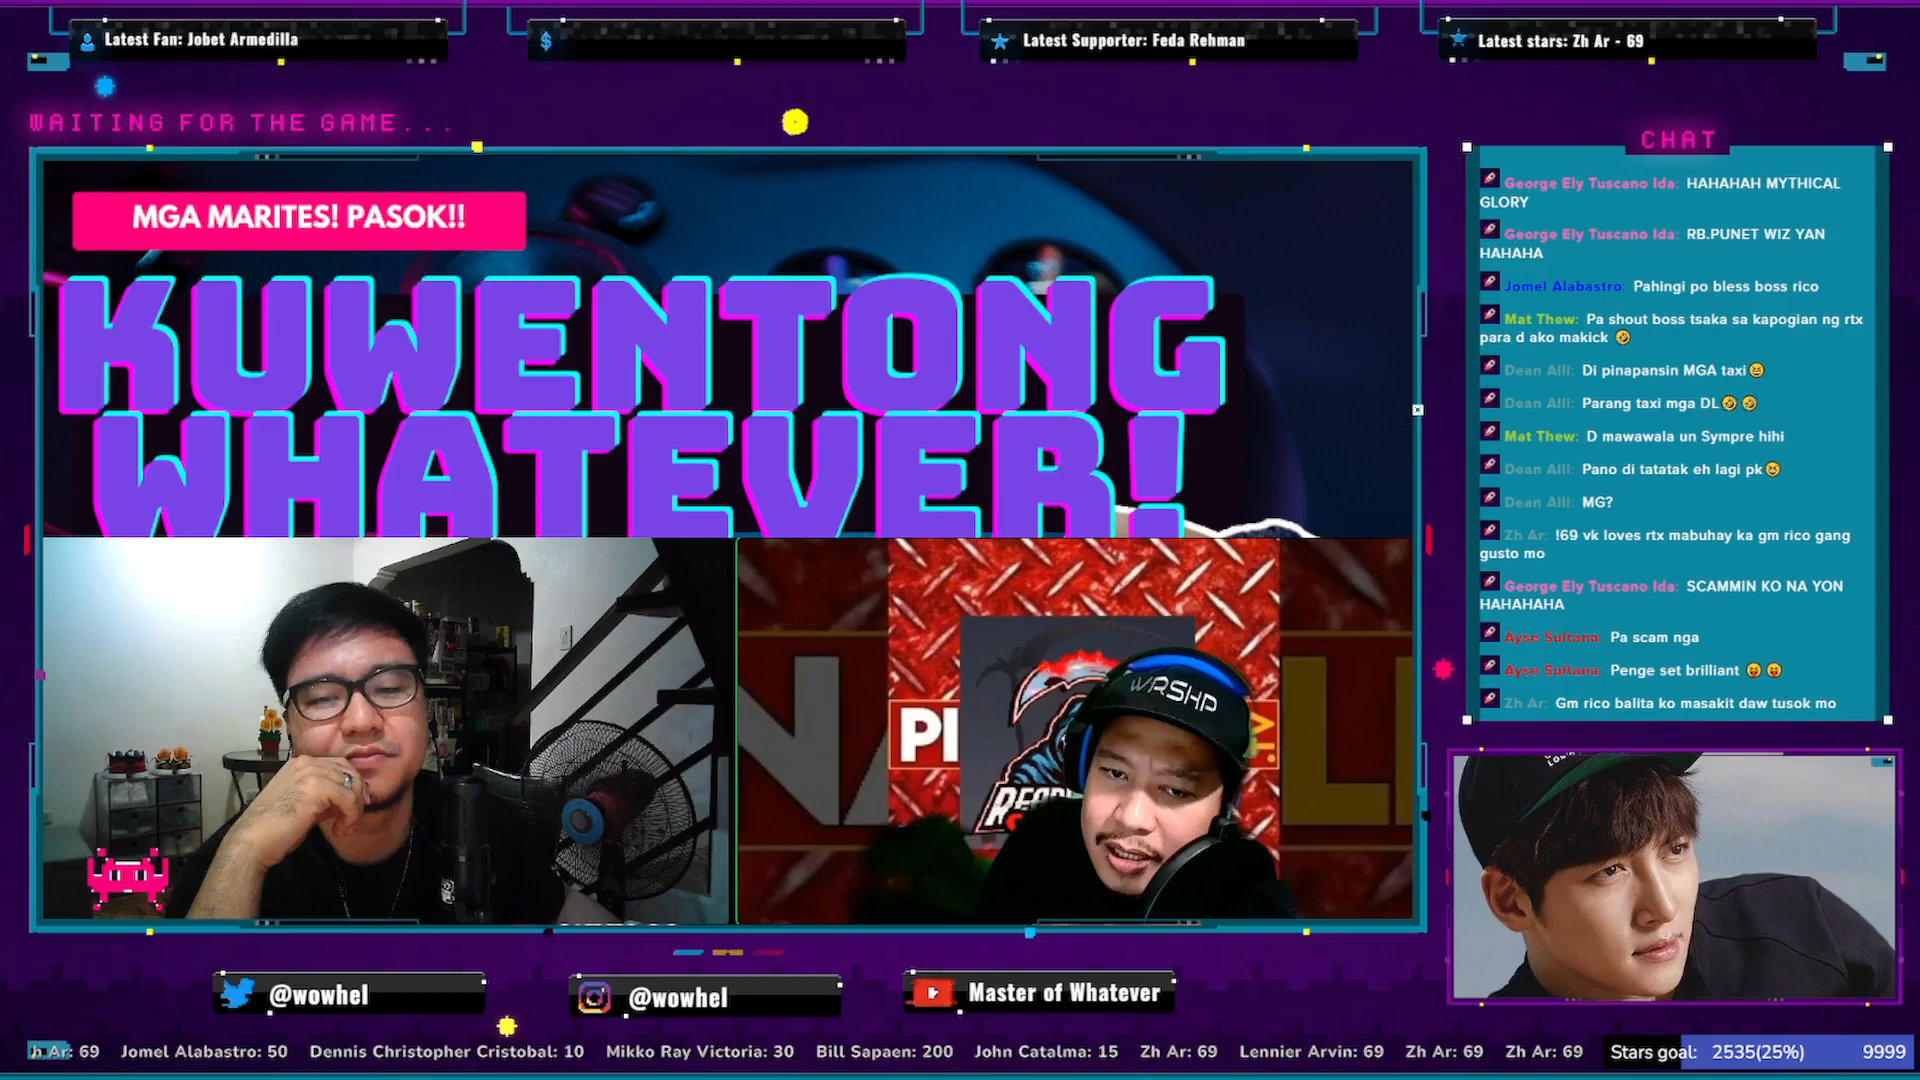 Latest Fan: Jobet Armedilla
Latest Supporter: Feda Rehman
Latest stars: Zh Ar - 69
WAITING FOR THE GAME...
CHAT
MGA MARITES! PASOK!!
KUWENTONG
WHATEVER!
George Ely Tuscano Ida: HAHAHAH MYTHICAL
GLORY
George Ely Tuscano Ida: RB.PUNET WIZ YAN
HAHAHA
Jomel Alabastro: Pahingi po bless boss rico
Mat Thew: Pa shout boss tsaka sa kapogian ng rtx
para d ako makick 🤣
Dean Alli: Di pinapansin MGA taxi😆
Dean Alli: Parang taxi mga DL🤣 🤣
Mat Thew: D mawawala un Sympre hihi
Dean Alli: Pano di tatatak eh lagi pk😆
Dean Alli: MG?
Zh Ar: !69 vk loves rtx mabuhay ka gm rico gang
gusto mo
George Ely Tuscano Ida: SCAMMIN KO NA YON
HAHAHAHA
Ayse Sultana: Pa scam nga
Ayse Sultana: Penge set brilliant 😝 😝
Zh Ar: Gm rico balita ko masakit daw tusok mo
WRSHP
@wowhel
@wowhel
Master of Whatever
h Ar: 69 Jomel Alabastro: 50 Dennis Christopher Cristobal: 10 Mikko Ray Victoria: 30 Bill Sapaen: 200 John Catalma: 15 Zh Ar: 69 Lennier Arvin: 69 Zh Ar: 69 Zh Ar: 69
Stars goal: 2535(25%) 9999